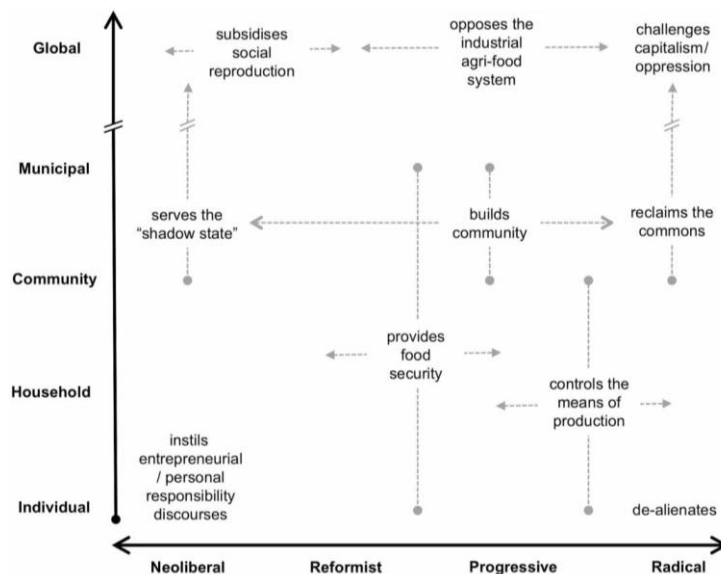 Global
subsidises
social
reproduction
opposes the
industrial
agri-food
system
challenges
capitalism/
oppression
Municipal
serves the
“shadow state”
builds
community
reclaims the
commons
Community
provides
food
security
Household
controls the
means of
production
instils
entrepreneurial
/ personal
responsibility
discourses
Individual
de-alienates
Neoliberal
Reformist
Progressive
Radical